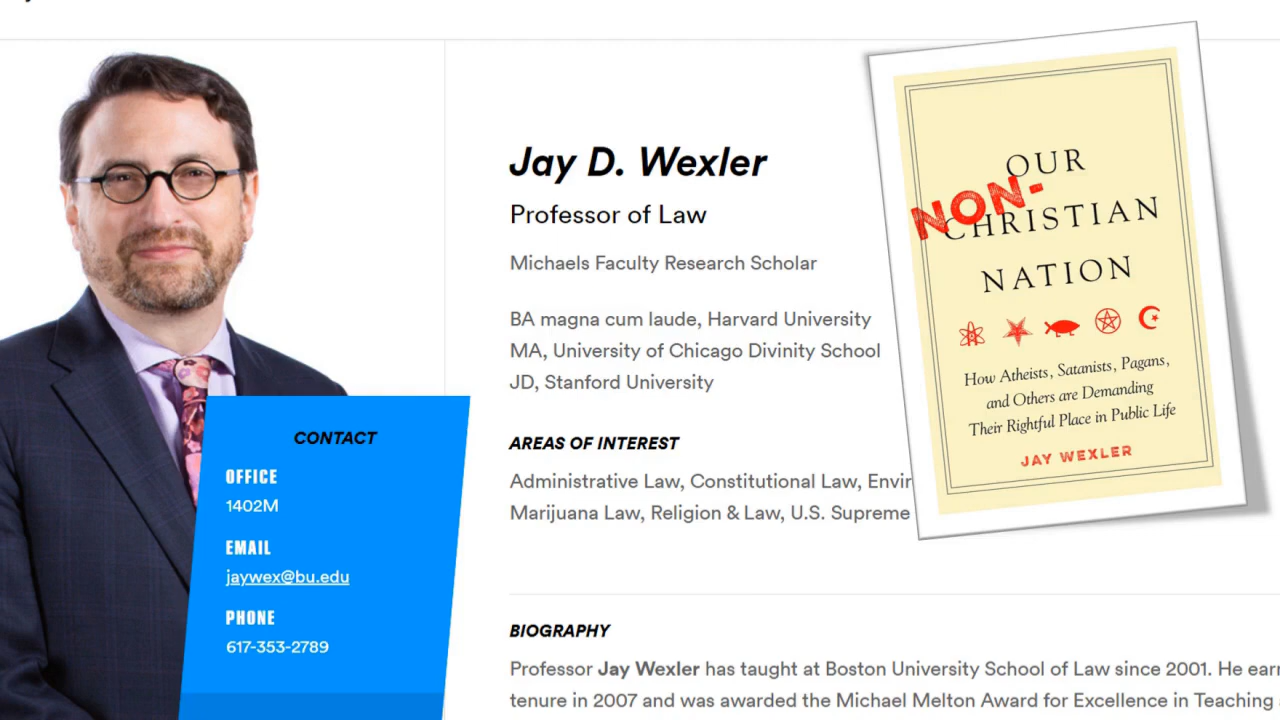 Jay D. Wexler
Professor of Law
Michaels Faculty Research Scholar
BA magna cum laude, Harvard University
MA, University of Chicago Divinity School
JD, Stanford University
AREAS OF INTEREST
Administrative Law, Constitutional Law, Envir
Marijuana Law, Religion & Law, U.S. Supreme
CONTACT
OFFICE
1402M
EMAIL
jaywex@bu.edu
PHONE
617-353-2789
BIOGRAPHY
Professor Jay Wexler has taught at Boston University School of Law since 2001. He earn
tenure in 2007 and was awarded the Michael Melton Award for Excellence in Teaching
OUR
NON-
CHRISTIAN
NATION
How Atheists, Satanists, Pagans,
and Others are Demanding
Their Rightful Place in Public Life
JAY WEXLER